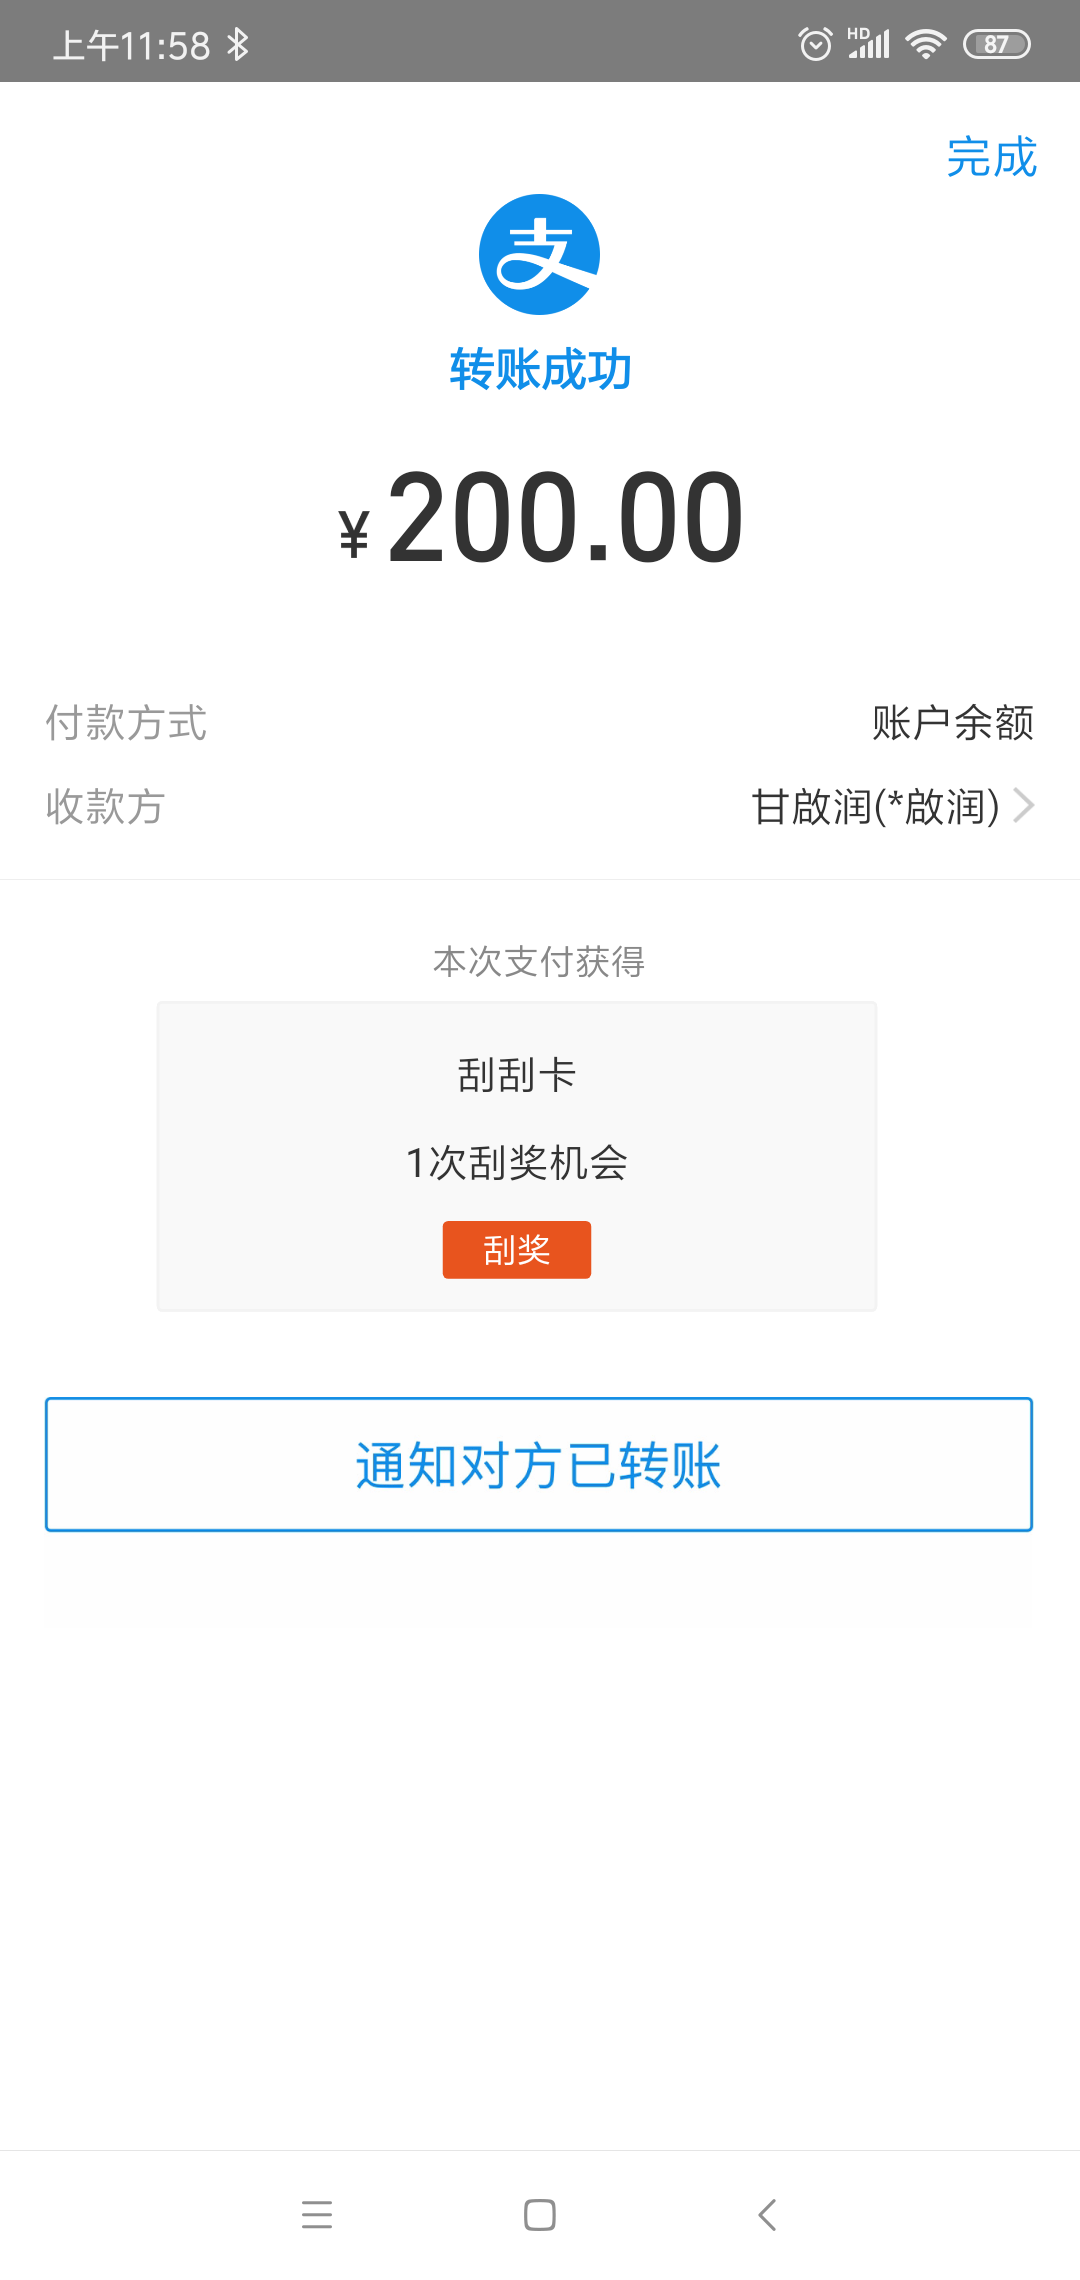 上午11:58
HD
87
完成
支
转账成功
¥200.00
付款方式 账户余额
收款方 甘啟润(*啟润)
本次支付获得
刮刮卡
1次刮奖机会
刮奖
通知对方已转账